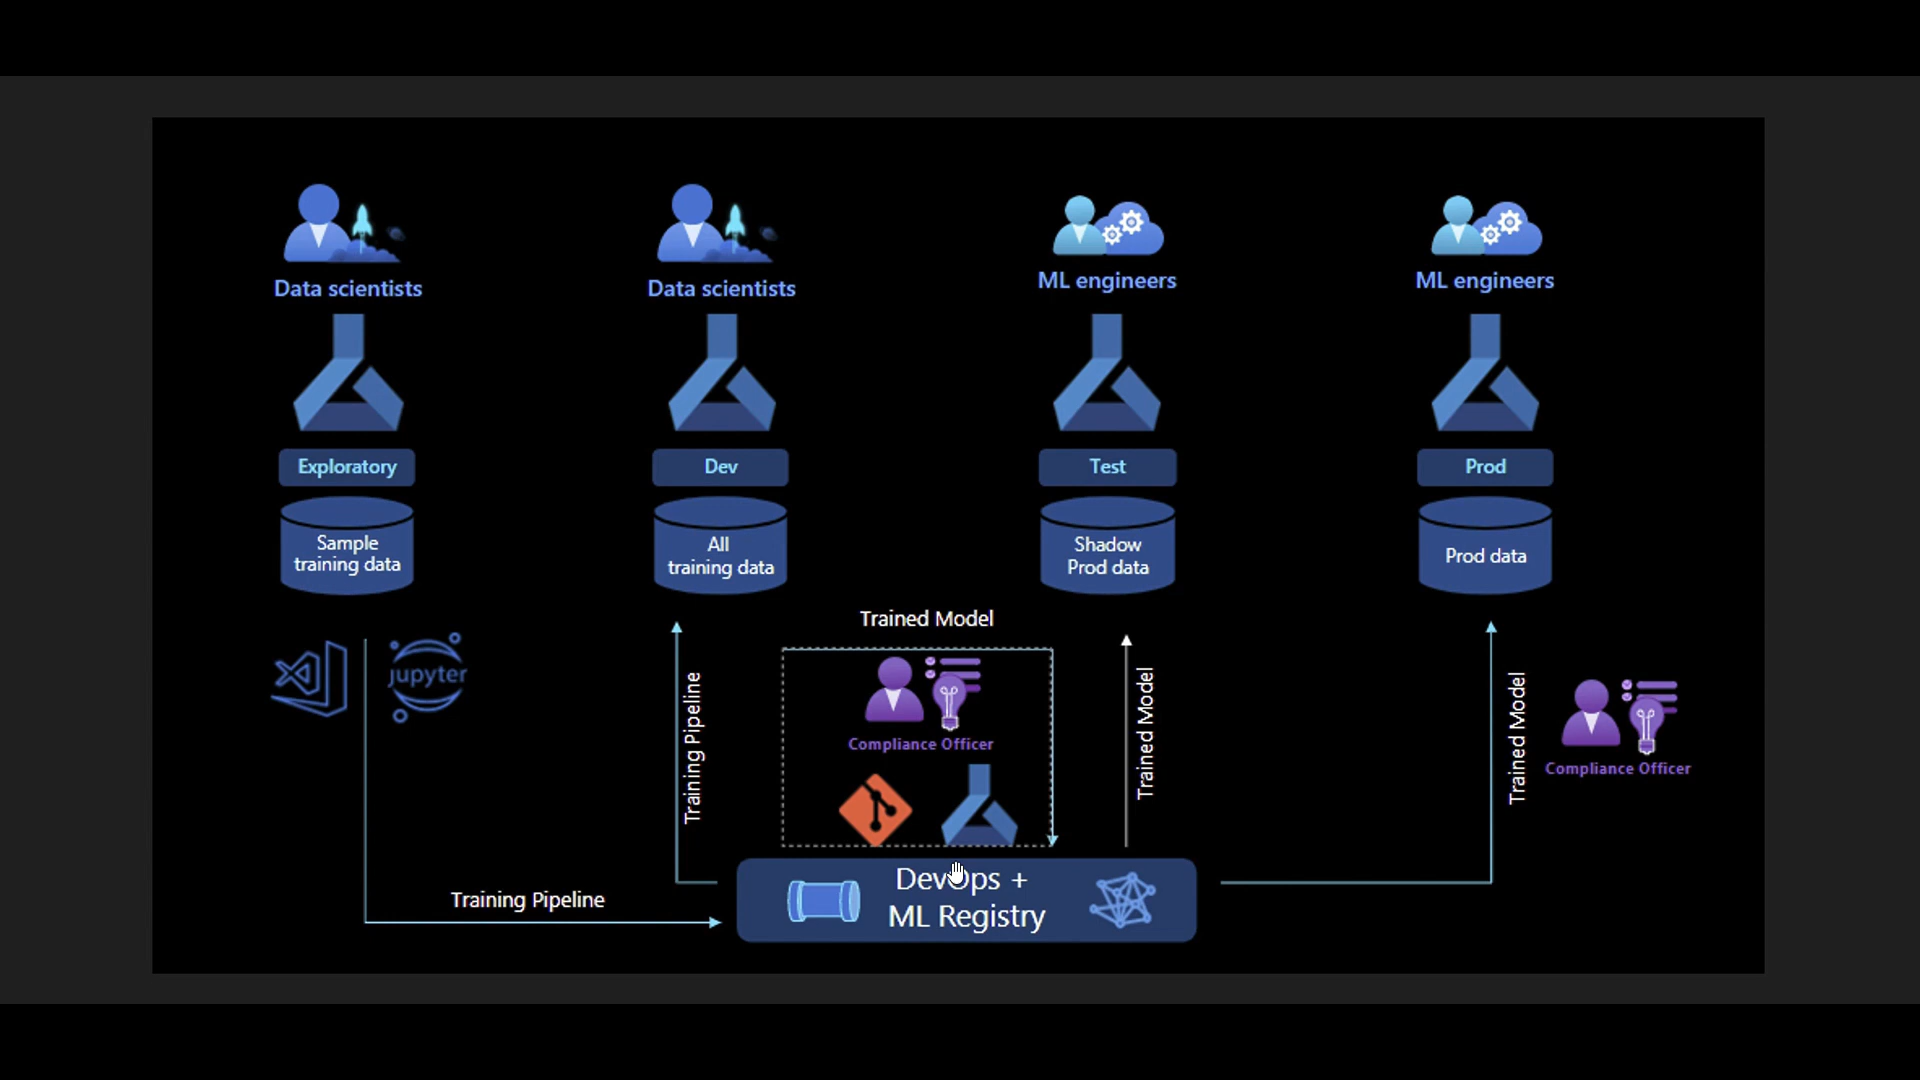 Data scientists
Data scientists
ML engineers
ML engineers
Exploratory
Dev
Test
Prod
Sample
training data
All
training data
Shadow
Prod data
Prod data
jupyter
Training Pipeline
Trained Model
Compliance Officer
Trained Model
Trained Model
Compliance Officer
Training Pipeline
DevOps +
ML Registry